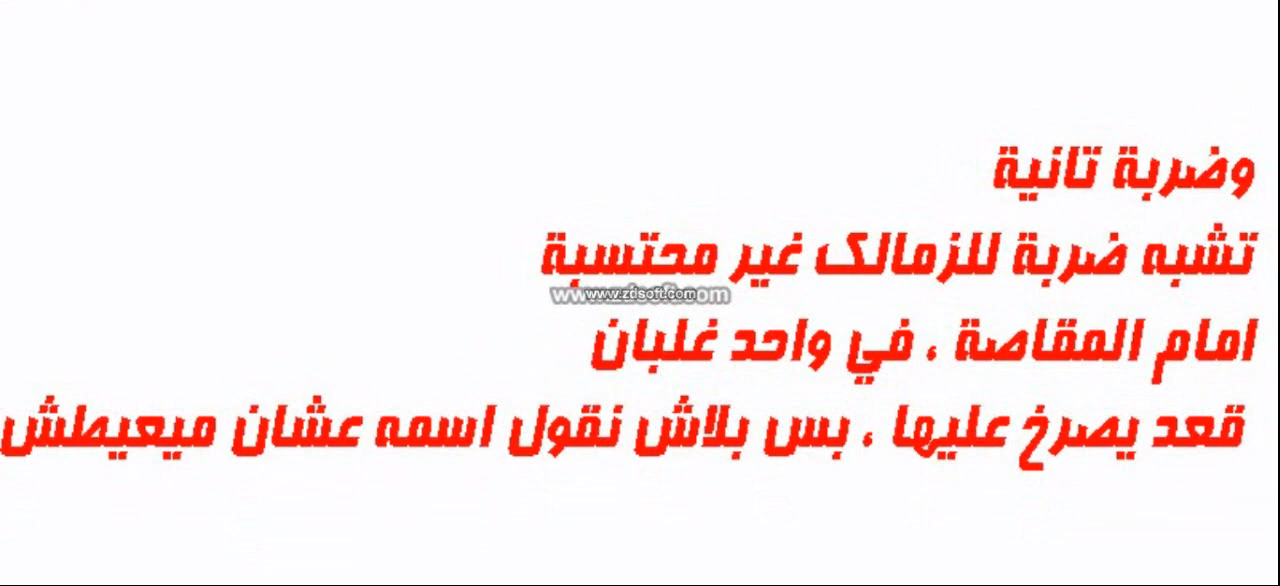 وضربة تانية
تشبه ضربة للزمالك غير محتسبة
www.zdsoft.com
امام المقاصة ، في واحد غلبان
قعد يصرخ عليها ، بس بلاش نقول اسمه عشان ميعيطش